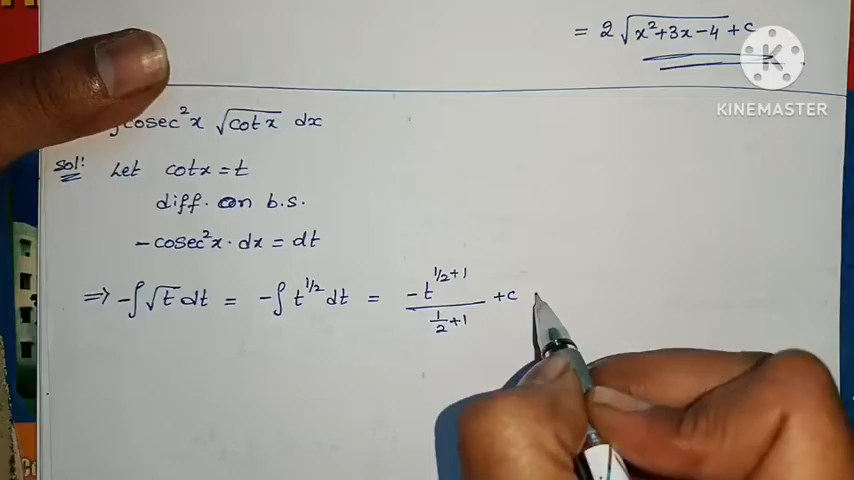 = 2 √(x²+3x-4) + c
KINEMASTER
cosec²x √(cot x) dx
Sol: Let cotx = t
diff. on b.s.
-cosec²x · dx = dt
⇒ -∫√t dt = -∫ t^(1/2) dt = (-t^(1/2+1))/(1/2+1) + c